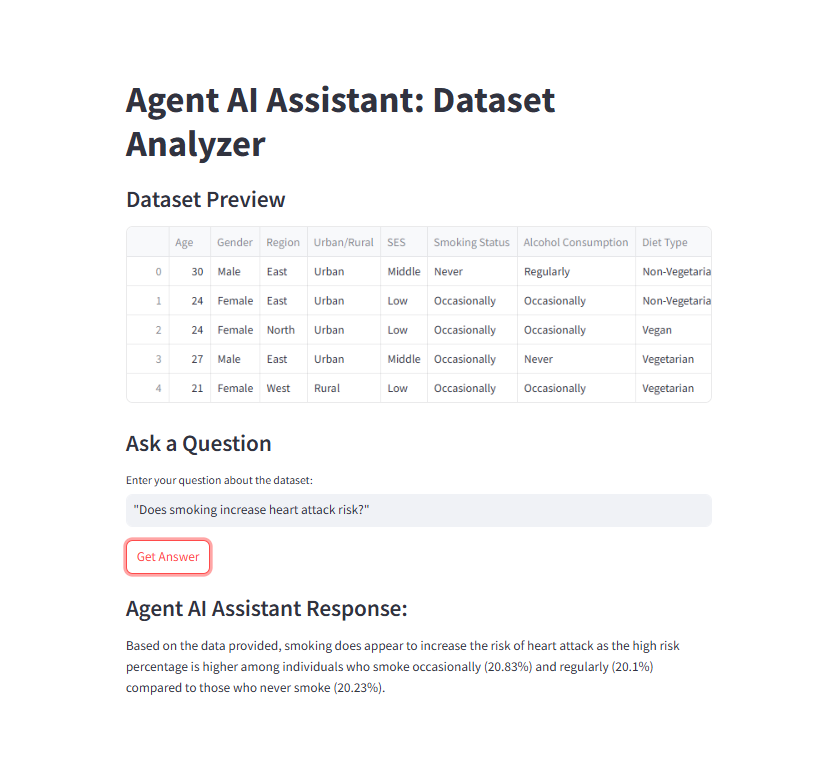 Agent AI Assistant: Dataset
Analyzer
Dataset Preview
Age Gender Region Urban/Rural SES Smoking Status Alcohol Consumption Diet Type
0 30 Male East Urban Middle Never Regularly Non-Vegetaria
1 24 Female East Urban Low Occasionally Occasionally Non-Vegetaria
2 24 Female North Urban Low Occasionally Occasionally Vegan
3 27 Male East Urban Middle Occasionally Never Vegetarian
4 21 Female West Rural Low Occasionally Occasionally Vegetarian
Ask a Question
Enter your question about the dataset:
"Does smoking increase heart attack risk?"
Get Answer
Agent AI Assistant Response:
Based on the data provided, smoking does appear to increase the risk of heart attack as the high risk
percentage is higher among individuals who smoke occasionally (20.83%) and regularly (20.1%)
compared to those who never smoke (20.23%).